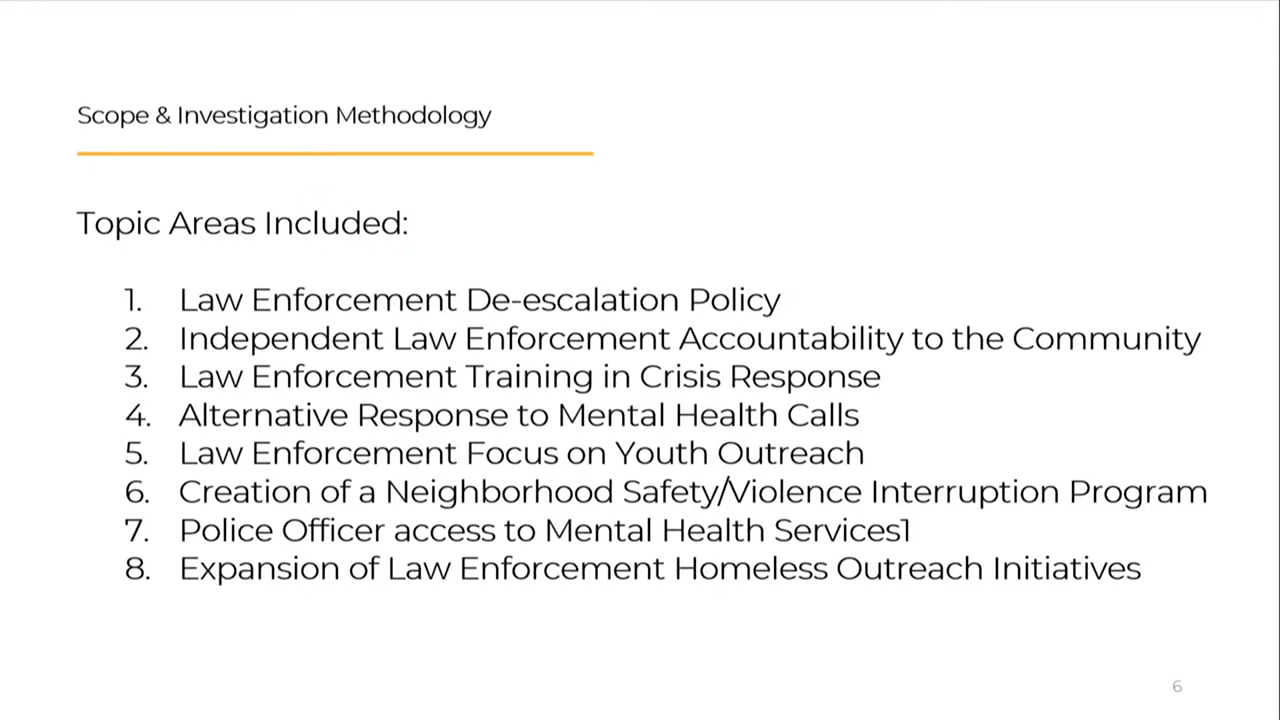 Scope & Investigation Methodology
Topic Areas Included:
1. Law Enforcement De-escalation Policy
2. Independent Law Enforcement Accountability to the Community
3. Law Enforcement Training in Crisis Response
4. Alternative Response to Mental Health Calls
5. Law Enforcement Focus on Youth Outreach
6. Creation of a Neighborhood Safety/Violence Interruption Program
7. Police Officer access to Mental Health Services1
8. Expansion of Law Enforcement Homeless Outreach Initiatives
6